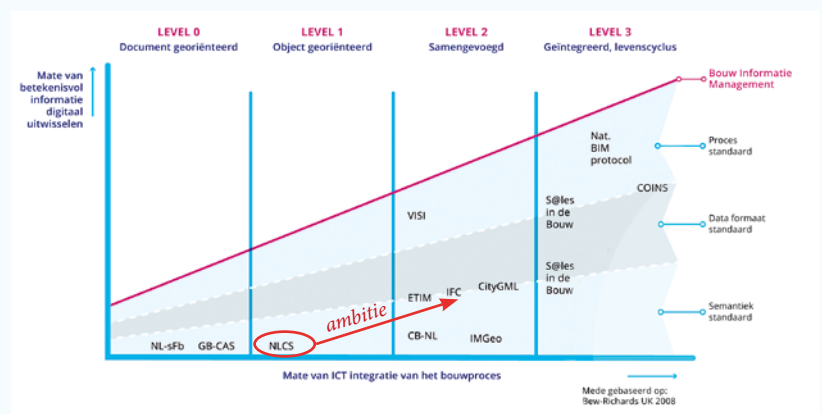 LEVEL 0
Document georiënteerd
LEVEL 1
Object georiënteerd
LEVEL 2
Samengevoegd
LEVEL 3
Geïntegreerd, levenscyclus
Mate van
betekenisvol
informatie
digitaal
uitwisselen
Bouw Informatie
Management
Nat.
BIM
protocol
Proces
standaard
COINS
S@les
in de
Bouw
VISI
Data formaat
standaard
S@les
in de
Bouw
CityGML
IFC
ETIM
ambitie
Semantiek
standaard
CB-NL
IMGeo
NL-sFb
GB-CAS
NLCS
Mate van ICT integratie van het bouwproces
Mede gebaseerd op:
Bew-Richards UK 2008